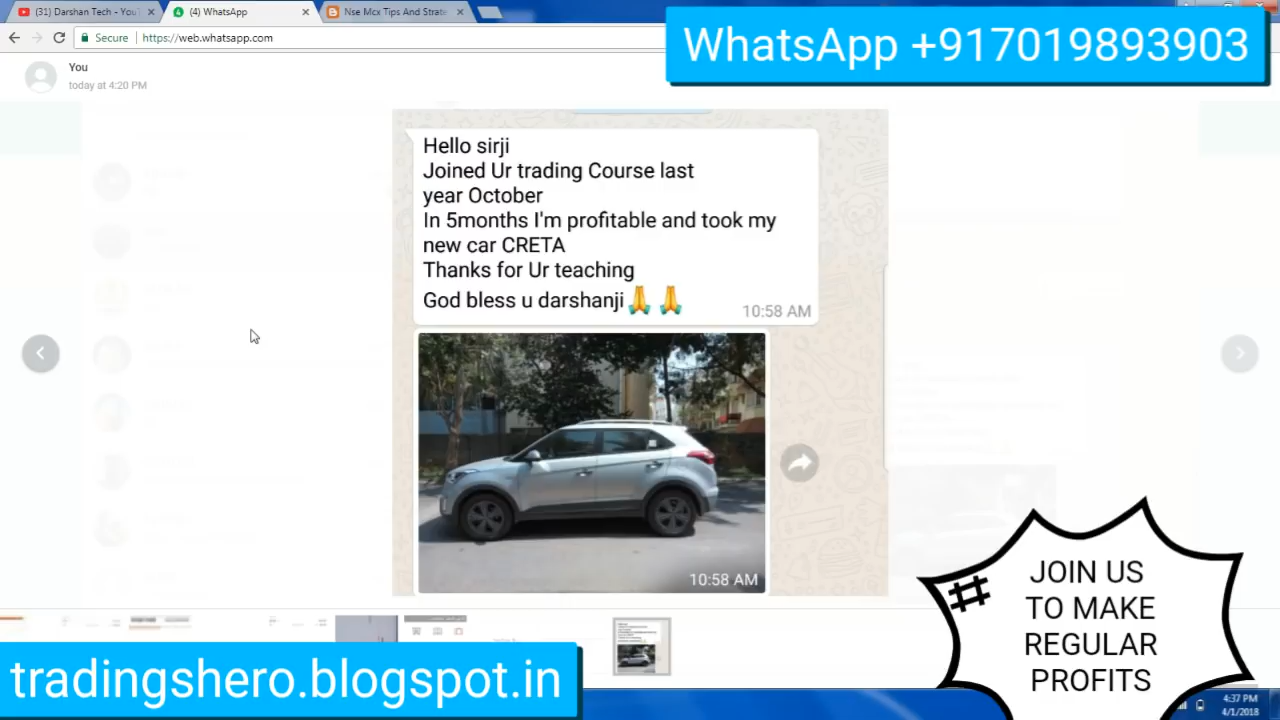 (31) Darshan Tech - YouT
(4) WhatsApp
Nse Mcx Tips And Strate
Secure
https://web.whatsapp.com
WhatsApp +917019893903
You
today at 4:20 PM
Hello sirji
Joined Ur trading Course last
year October
In 5months I'm profitable and took my
new car CRETA
Thanks for Ur teaching
God bless u darshanji🙏 🙏
10:58 AM
10:58 AM
#
JOIN US
TO MAKE
REGULAR
PROFITS
tradingshero.blogspot.in
4:37 PM
4/1/2018